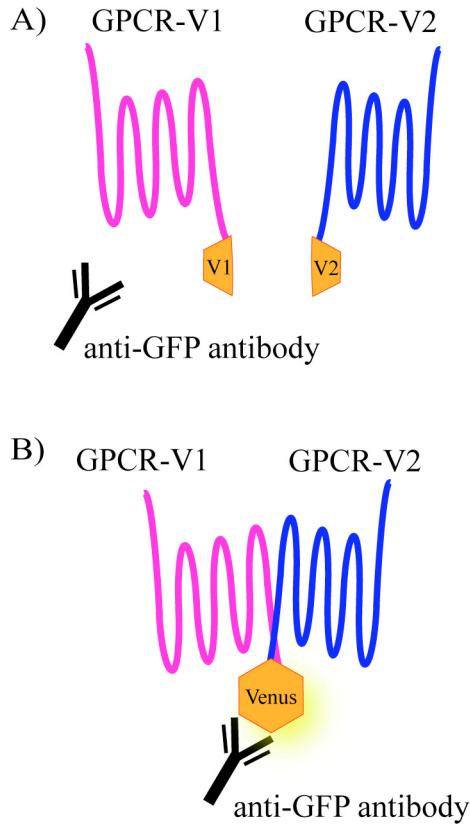 A)
GPCR-V1 GPCR-V2
V1 V2
anti-GFP antibody
B)
GPCR-V1 GPCR-V2
Venus
anti-GFP antibody